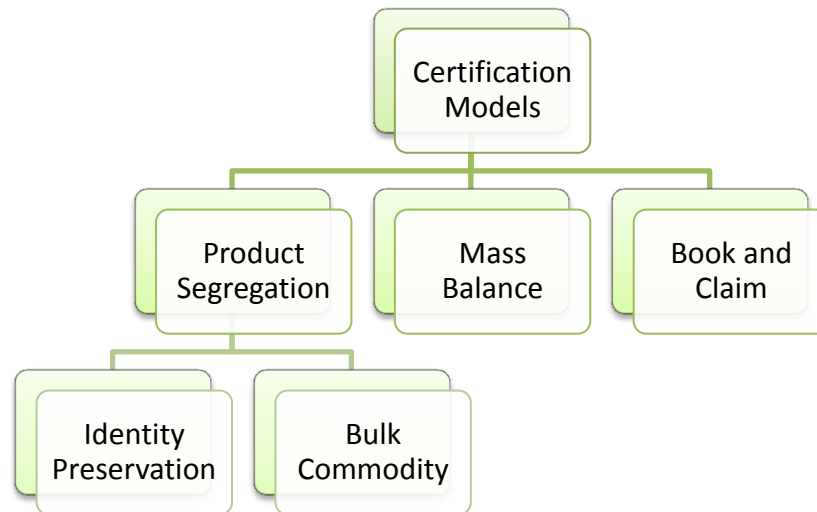 Certification
Models
Product
Segregation
Mass
Balance
Book and
Claim
Identity
Preservation
Bulk
Commodity